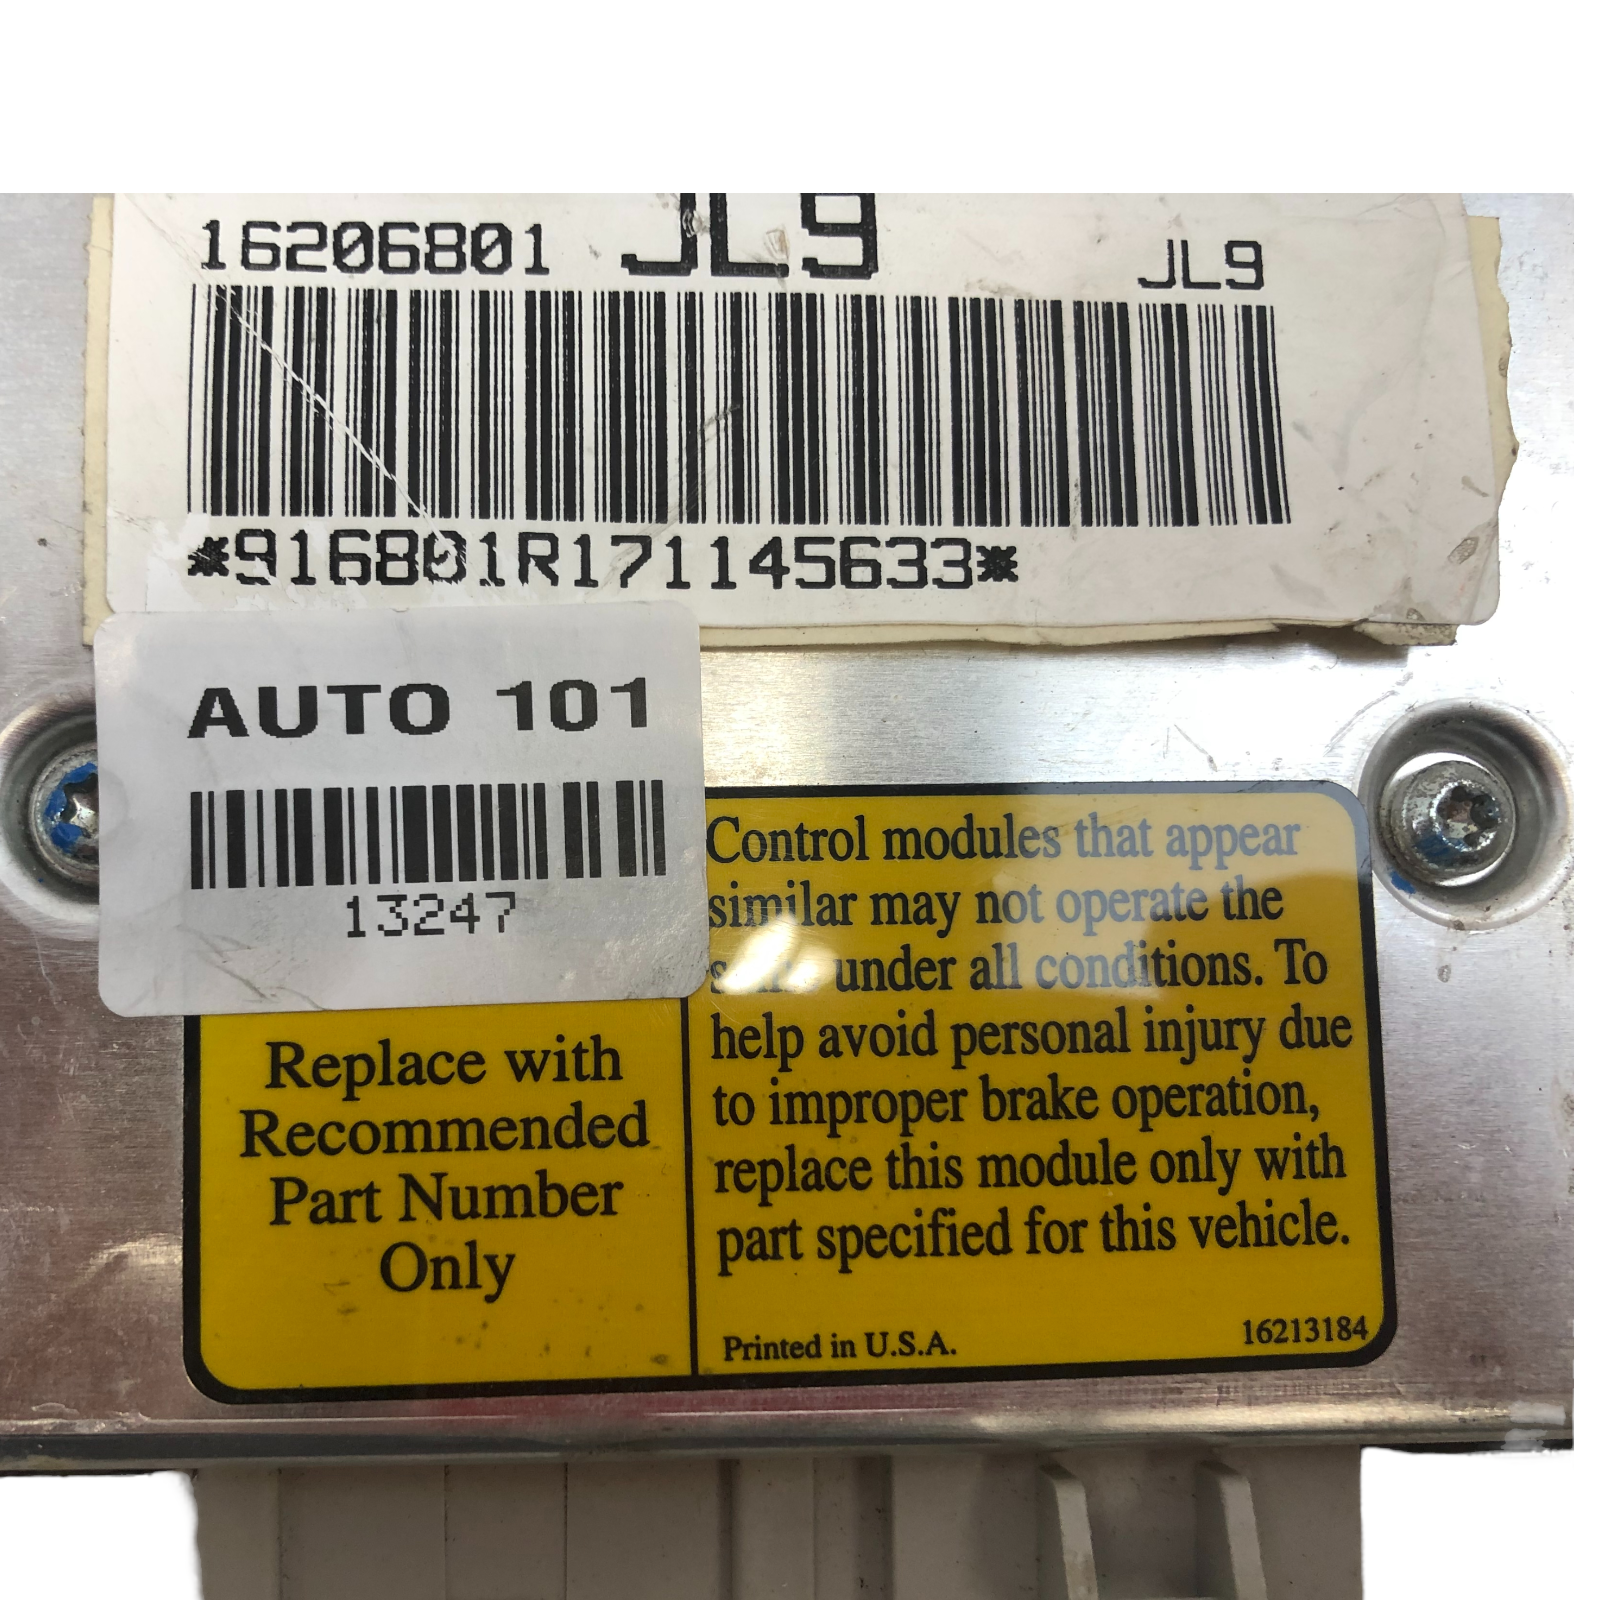 16206801 JL9 JL9
*916801R171145633*
AUTO 101
13247
Replace with
Recommended
Part Number
Only
Control modules that appear
similar may not operate the
under all conditions. To
help avoid personal injury due
to improper brake operation,
replace this module only with
part specified for this vehicle.
Printed in U.S.A. 16213184